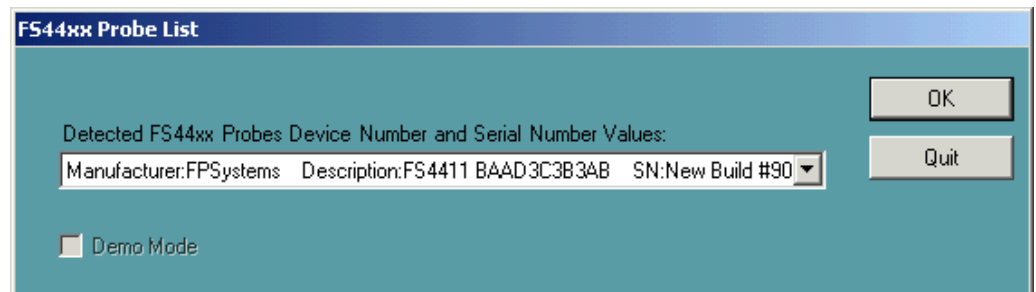 FS44xx Probe List
OK
Detected FS44xx Probes Device Number and Serial Number Values:
Manufacturer:FPSystems Description:FS4411 BAAD3C3B3AB SN:New Build #90
Quit
Demo Mode